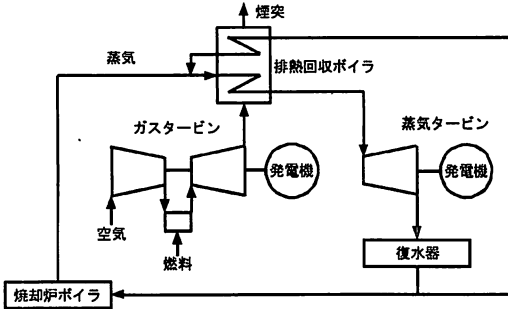 煙突
蒸気
排熱回収ボイラ
ガスタービン
蒸気タービン
発電機
発電機
空気
燃料
復水器
焼却炉ボイラ